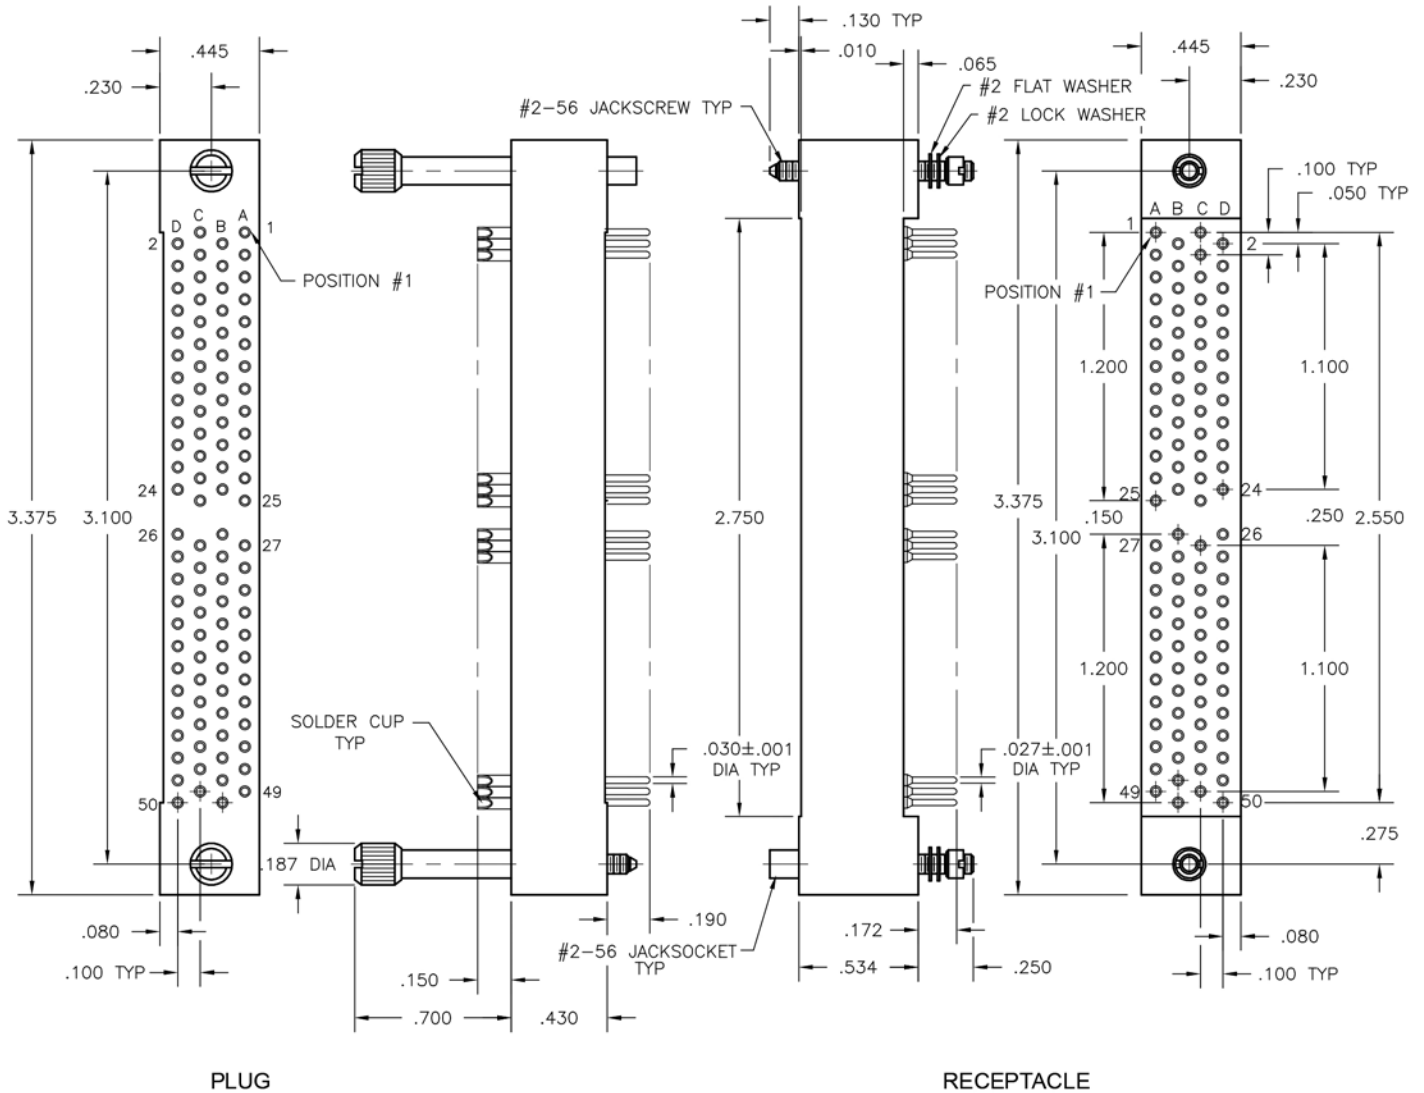 .445
.230
C
A
D
B
1
2
POSITION #1
24
25
3.375
3.100
26
27
50
49
.187 DIA
.080
.100 TYP
SOLDER CUP
TYP
.030±.001
DIA TYP
.190
.150
.700
.430
PLUG
.130 TYP
.010
.065
#2 FLAT WASHER
#2-56 JACKSCREW TYP
#2 LOCK WASHER
2.750
.027±.001
DIA TYP
#2-56 JACKSOCKET
TYP
.172
.534
.250
.445
.230
.100 TYP
.050 TYP
A B C D
1
2
POSITION #1
1.200
1.100
25
24
3.375
.150
.250
2.550
3.100
27
26
1.200
1.100
49
50
.275
.080
.100 TYP
RECEPTACLE